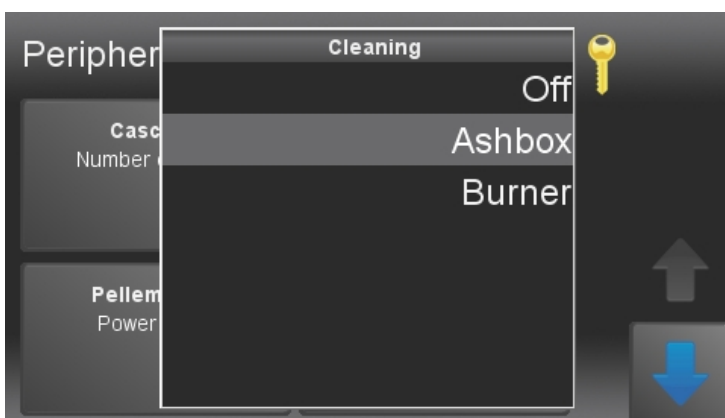 Peripher
Cleaning
Off
Ashbox
Burner
Casc
Number
Pellem
Power